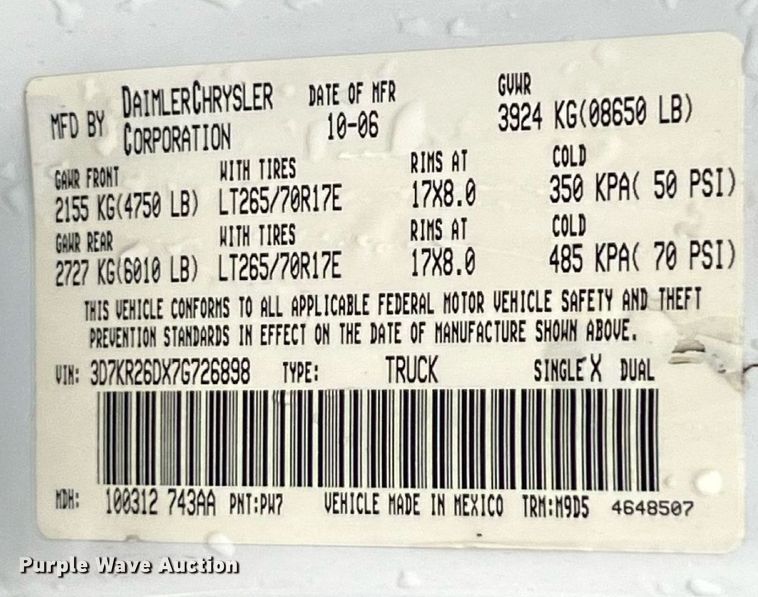 MFD BY DAIMLERCHRYSLER CORPORATION DATE OF MFR 10-06 GVWR 3924 KG(08650 LB)
GAWR FRONT WITH TIRES RIMS AT COLD
2155 KG(4750 LB) LT265/70R17E 17X8.0 350 KPA( 50 PSI)
GAWR REAR WITH TIRES RIMS AT COLD
2727 KG(6010 LB) LT265/70R17E 17X8.0 485 KPA( 70 PSI)
THIS VEHICLE CONFORMS TO ALL APPLICABLE FEDERAL MOTOR VEHICLE SAFETY AND THEFT
PREVENTION STANDARDS IN EFFECT ON THE DATE OF MANUFACTURE SHOWN ABOVE.
VIN: 3D7KR26DX7G726898 TYPE: TRUCK SINGLE X DUAL
MDH: 100312 743AA PNT:PW7 VEHICLE MADE IN MEXICO TRM:M9D5 4648507
Purple Wave Auction